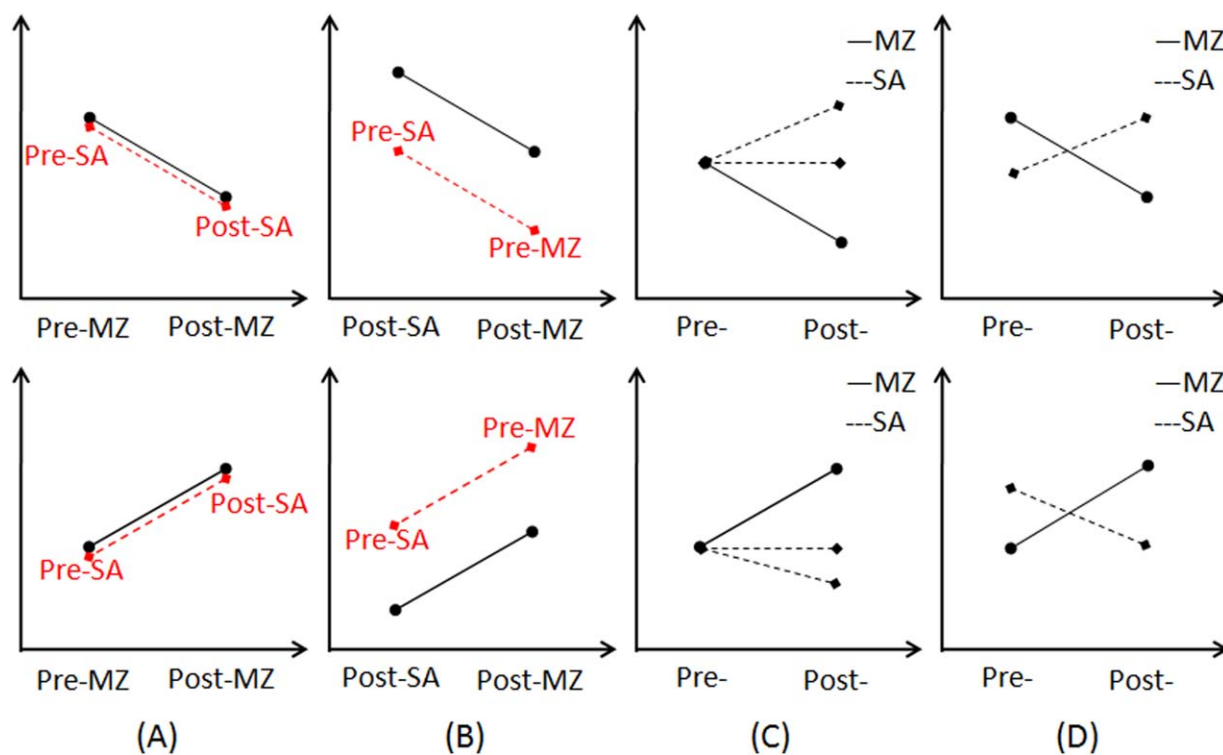 Pre-SA
Post-SA
Pre-MZ Post-MZ
Pre-SA
Pre-MZ
Post-SA Post-MZ
—MZ
---SA
Pre- Post-
—MZ
---SA
Pre- Post-
Post-SA
Pre-SA
Pre-MZ Post-MZ
Pre-MZ
Pre-SA
Post-SA Post-MZ
—MZ
---SA
Pre- Post-
—MZ
---SA
Pre- Post-
(A) (B) (C) (D)